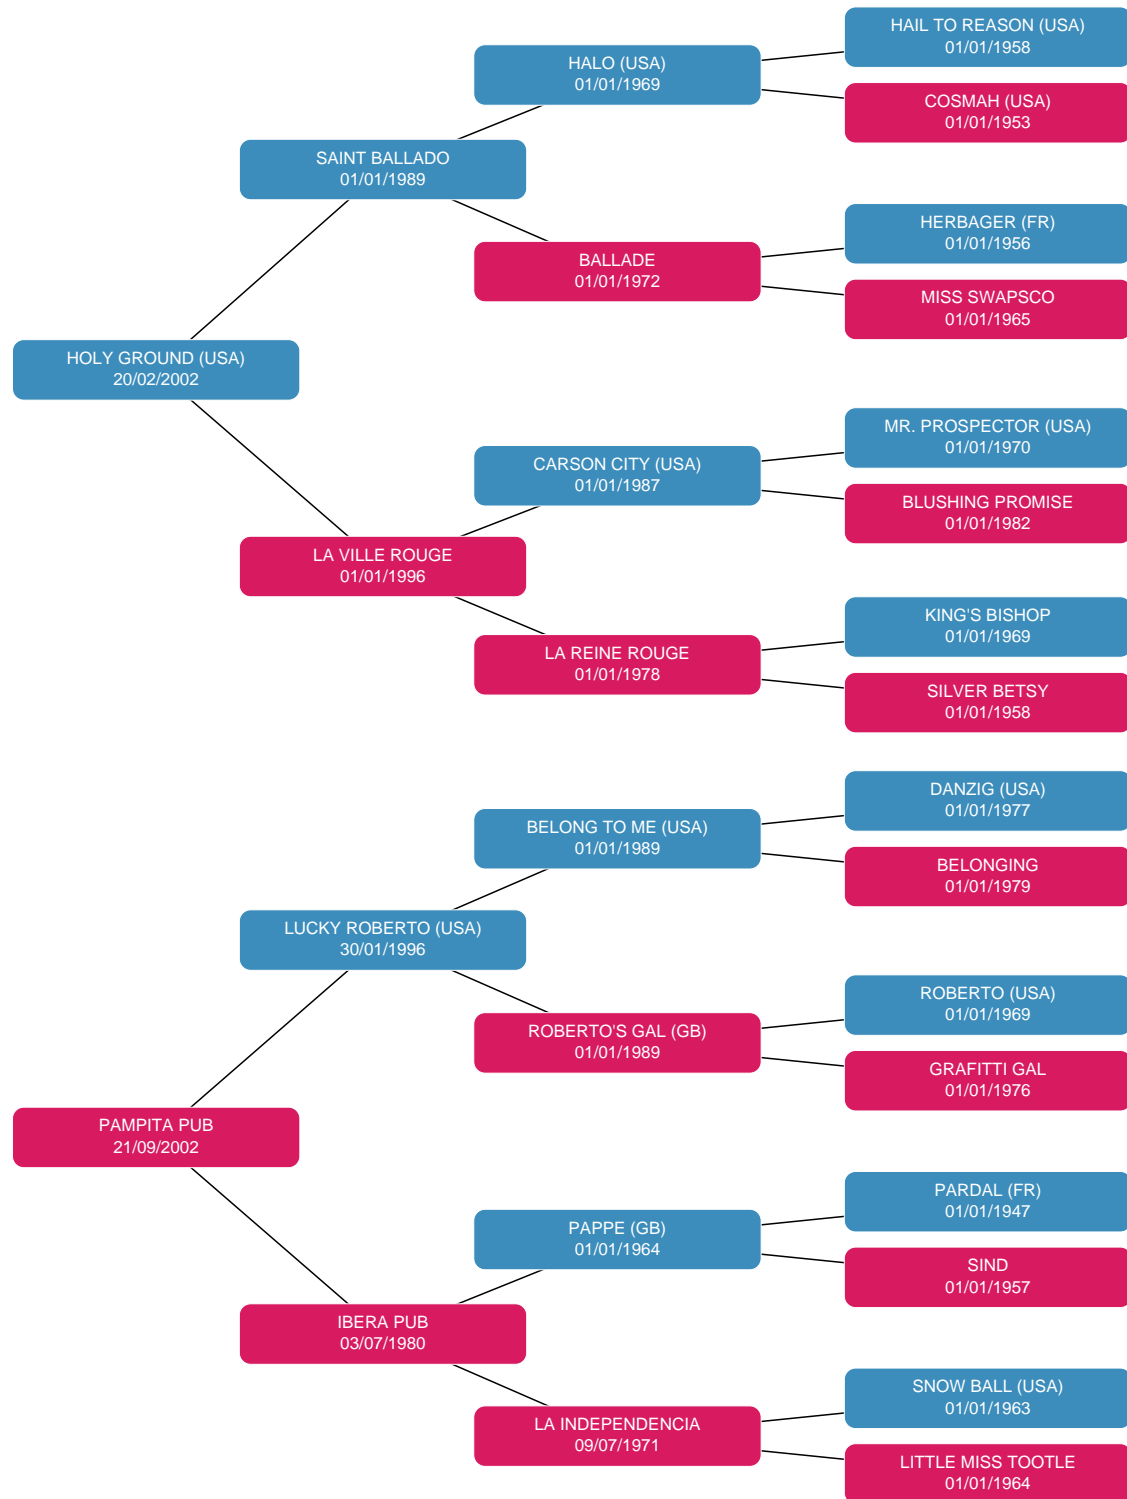 HAIL TO REASON (USA)
01/01/1958
HALO (USA)
01/01/1969
COSMAH (USA)
01/01/1953
SAINT BALLADO
01/01/1989
HERBAGER (FR)
01/01/1956
BALLADE
01/01/1972
MISS SWAPSCO
01/01/1965
HOLY GROUND (USA)
20/02/2002
MR. PROSPECTOR (USA)
01/01/1970
CARSON CITY (USA)
01/01/1987
BLUSHING PROMISE
01/01/1982
LA VILLE ROUGE
01/01/1996
KING'S BISHOP
01/01/1969
LA REINE ROUGE
01/01/1978
SILVER BETSY
01/01/1958
DANZIG (USA)
01/01/1977
BELONG TO ME (USA)
01/01/1989
BELONGING
01/01/1979
LUCKY ROBERTO (USA)
30/01/1996
ROBERTO (USA)
01/01/1969
ROBERTO'S GAL (GB)
01/01/1989
GRAFITTI GAL
01/01/1976
PAMPITA PUB
21/09/2002
PARDAL (FR)
01/01/1947
PAPPE (GB)
01/01/1964
SIND
01/01/1957
IBERA PUB
03/07/1980
SNOW BALL (USA)
01/01/1963
LA INDEPENDENCIA
09/07/1971
LITTLE MISS TOOTLE
01/01/1964